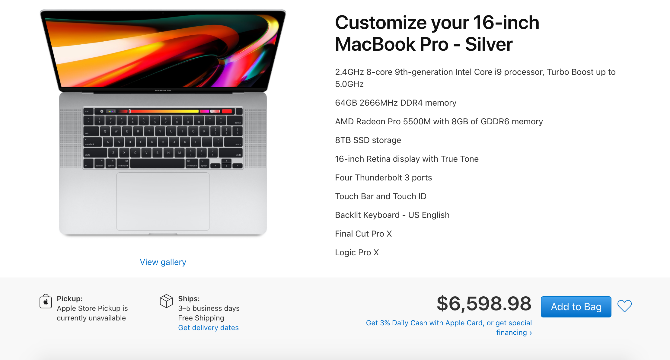 Customize your 16-inch
MacBook Pro - Silver
2.4GHz 8-core 9th-generation Intel Core i9 processor, Turbo Boost up to
5.0GHz
64GB 2666MHz DDR4 memory
AMD Radeon Pro 5500M with 8GB of GDDR6 memory
8TB SSD storage
16-inch Retina display with True Tone
Four Thunderbolt 3 ports
Touch Bar and Touch ID
Backlit Keyboard - US English
Final Cut Pro X
Logic Pro X
View gallery
Pickup:
Apple Store Pickup is
currently unavailable
Ships:
3-5 business days
Free Shipping
Get delivery dates
$6,598.98
Add to Bag
Get 3% Daily Cash with Apple Card, or get special
financing ›